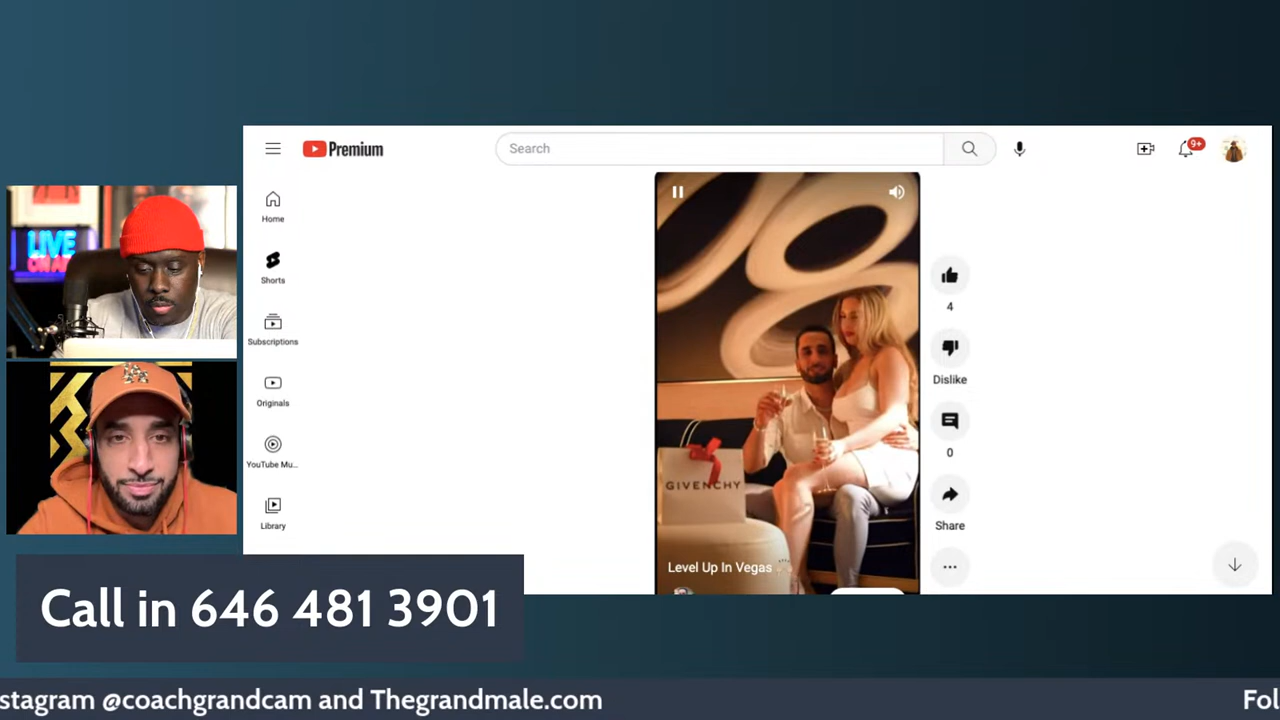 Premium
Search
9+
Home
Shorts
Subscriptions
Originals
YouTube Mu...
Library
LIVE
ON A
GIVENCHY
Level Up In Vegas
4
Dislike
0
Share
Call in 646 481 3901
stagram @coachgrandcam and Thegrandmale.com
Fol